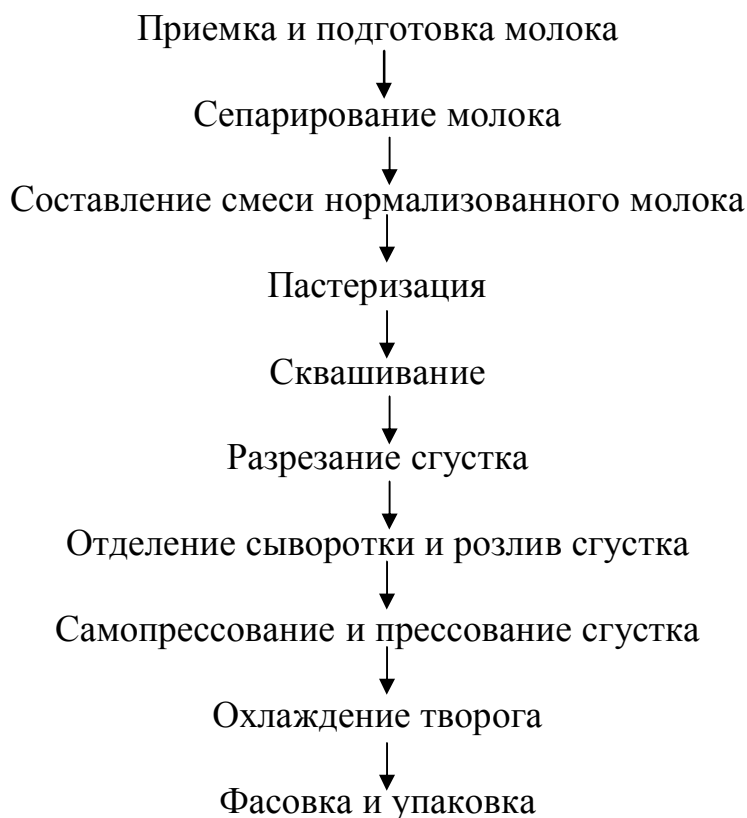 Приемка и подготовка молока
Сепарирование молока
Составление смеси нормализованного молока
Пастеризация
Сквашивание
Разрезание сгустка
Отделение сыворотки и розлив сгустка
Самопрессование и прессование сгустка
Охлаждение творога
Фасовка и упаковка